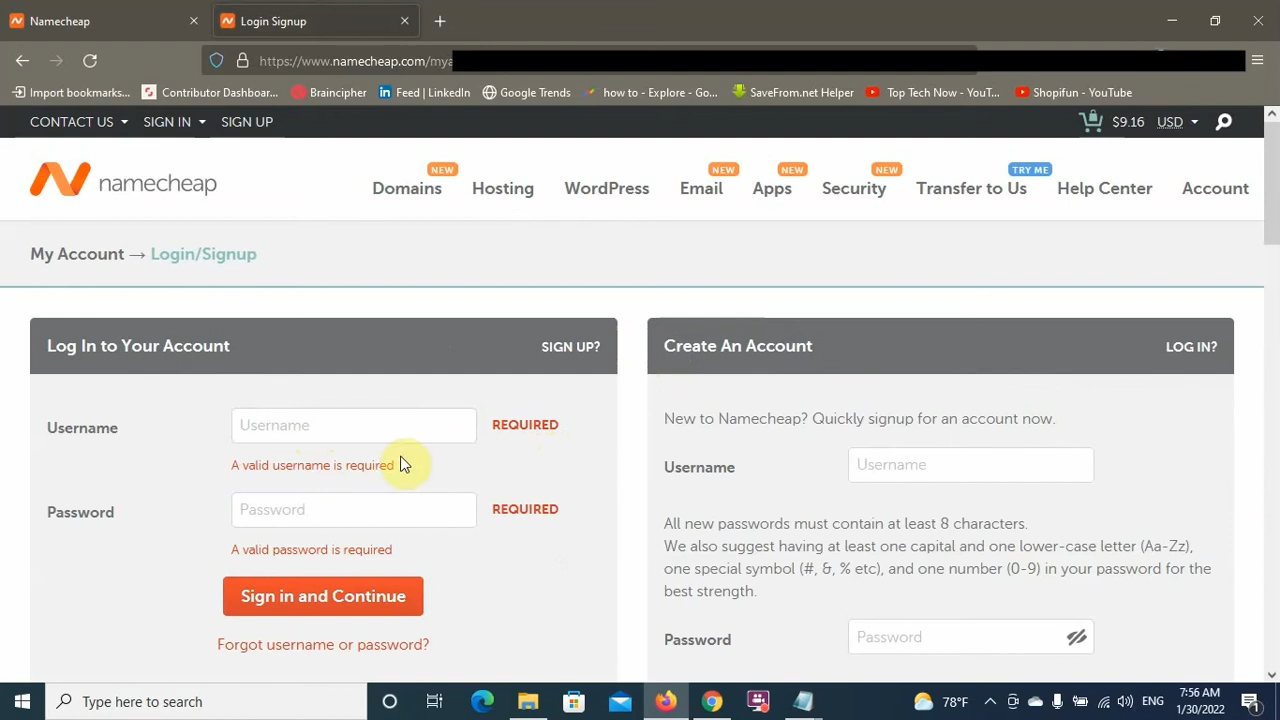 Namecheap
Login Signup
https://www.namecheap.com/mya
Import bookmarks...
Contributor Dashboar...
Braincipher
Feed | LinkedIn
Google Trends
how to - Explore - Go...
SaveFrom.net Helper
Top Tech Now - YouT...
Shopifun - YouTube
CONTACT US
SIGN IN
SIGN UP
$9.16
USD
NEW
NEW
NEW
NEW
TRY ME
namecheap
Domains
Hosting
WordPress
Email
Apps
Security
Transfer to Us
Help Center
Account
My Account → Login/Signup
Log In to Your Account
SIGN UP?
Username
Username
REQUIRED
A valid username is required
Password
Password
REQUIRED
A valid password is required
Sign in and Continue
Forgot username or password?
Create An Account
LOG IN?
New to Namecheap? Quickly signup for an account now.
Username
Username
All new passwords must contain at least 8 characters.
We also suggest having at least one capital and one lower-case letter (Aa-Zz),
one special symbol (#, &, % etc), and one number (0-9) in your password for the
best strength.
Password
Password
Type here to search
78°F
ENG
7:56 AM
1/30/2022
1